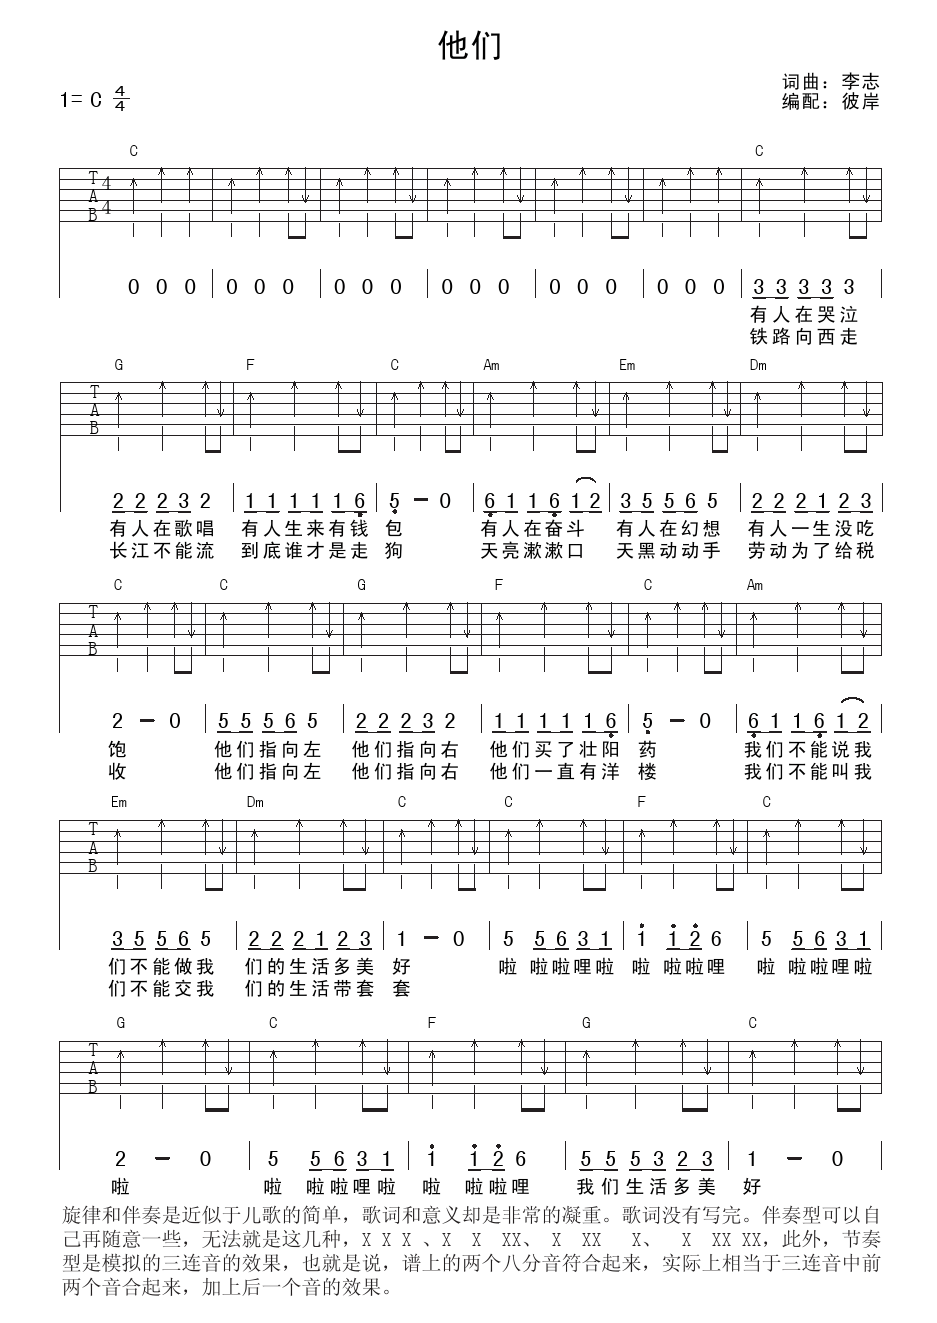 他们
词曲：李志
1= C 4/4
编配：彼岸
C C
T A B 4 4
0 0 0 0 0 0 0 0 0 0 0 0 0 0 0 0 0 0 3 3 3 3 3
有人在哭泣
铁路向西走
G F C Am Em Dm
T A B
2 2 2 3 2 1 1 1 1 1 6 5 — 0 6 1 1 6 1 2 3 5 5 6 5 2 2 2 1 2 3
有人在歌唱 有人生来有钱 包 有人在奋斗 有人在幻想 有人一生没吃
长江不能流 到底谁才是走 狗 天亮漱漱口 天黑动动手 劳动为了给税
C C G F C Am
T A B
2 — 0 5 5 5 6 5 2 2 2 3 2 1 1 1 1 1 6 5 — 0 6 1 1 6 1 2
饱 他们指向左 他们指向右 他们买了壮阳 药 我们不能说我
收 他们指向左 他们指向右 他们一直有洋 楼 我们不能叫我
Em Dm C C F C
T A B
3 5 5 6 5 2 2 2 1 2 3 1 — 0 5 5 6 3 1 1 1 2 6 5 5 6 3 1
们不能做我 们的生活多美 好 啦 啦啦哩啦 啦 啦啦哩 啦 啦啦哩啦
们不能交我 们的生活带套 套
G C F G C
T A B
2 — 0 5 5 6 3 1 1 1 2 6 5 5 5 3 2 3 1 — 0
啦 啦 啦啦哩啦 啦 啦啦哩 我们生活多美 好
旋律和伴奏是近似于儿歌的简单，歌词和意义却是非常的凝重。歌词没有写完。伴奏型可以自
己再随意一些，无法就是这几种，X X X 、X X XX、 X XX X、 X XX XX，此外，节奏
型是模拟的三连音的效果，也就是说，谱上的两个八分音符合起来，实际上相当于三连音中前
两个音合起来，加上后一个音的效果。